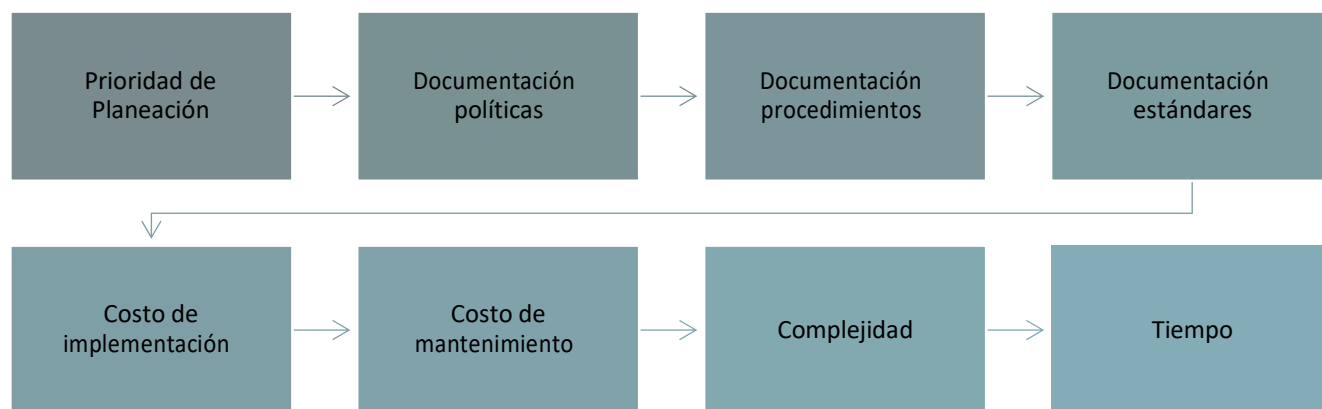 Prioridad de
Planeación
Documentación
políticas
Documentación
procedimientos
Documentación
estándares
Costo de
implementación
Costo de
mantenimiento
Complejidad
Tiempo